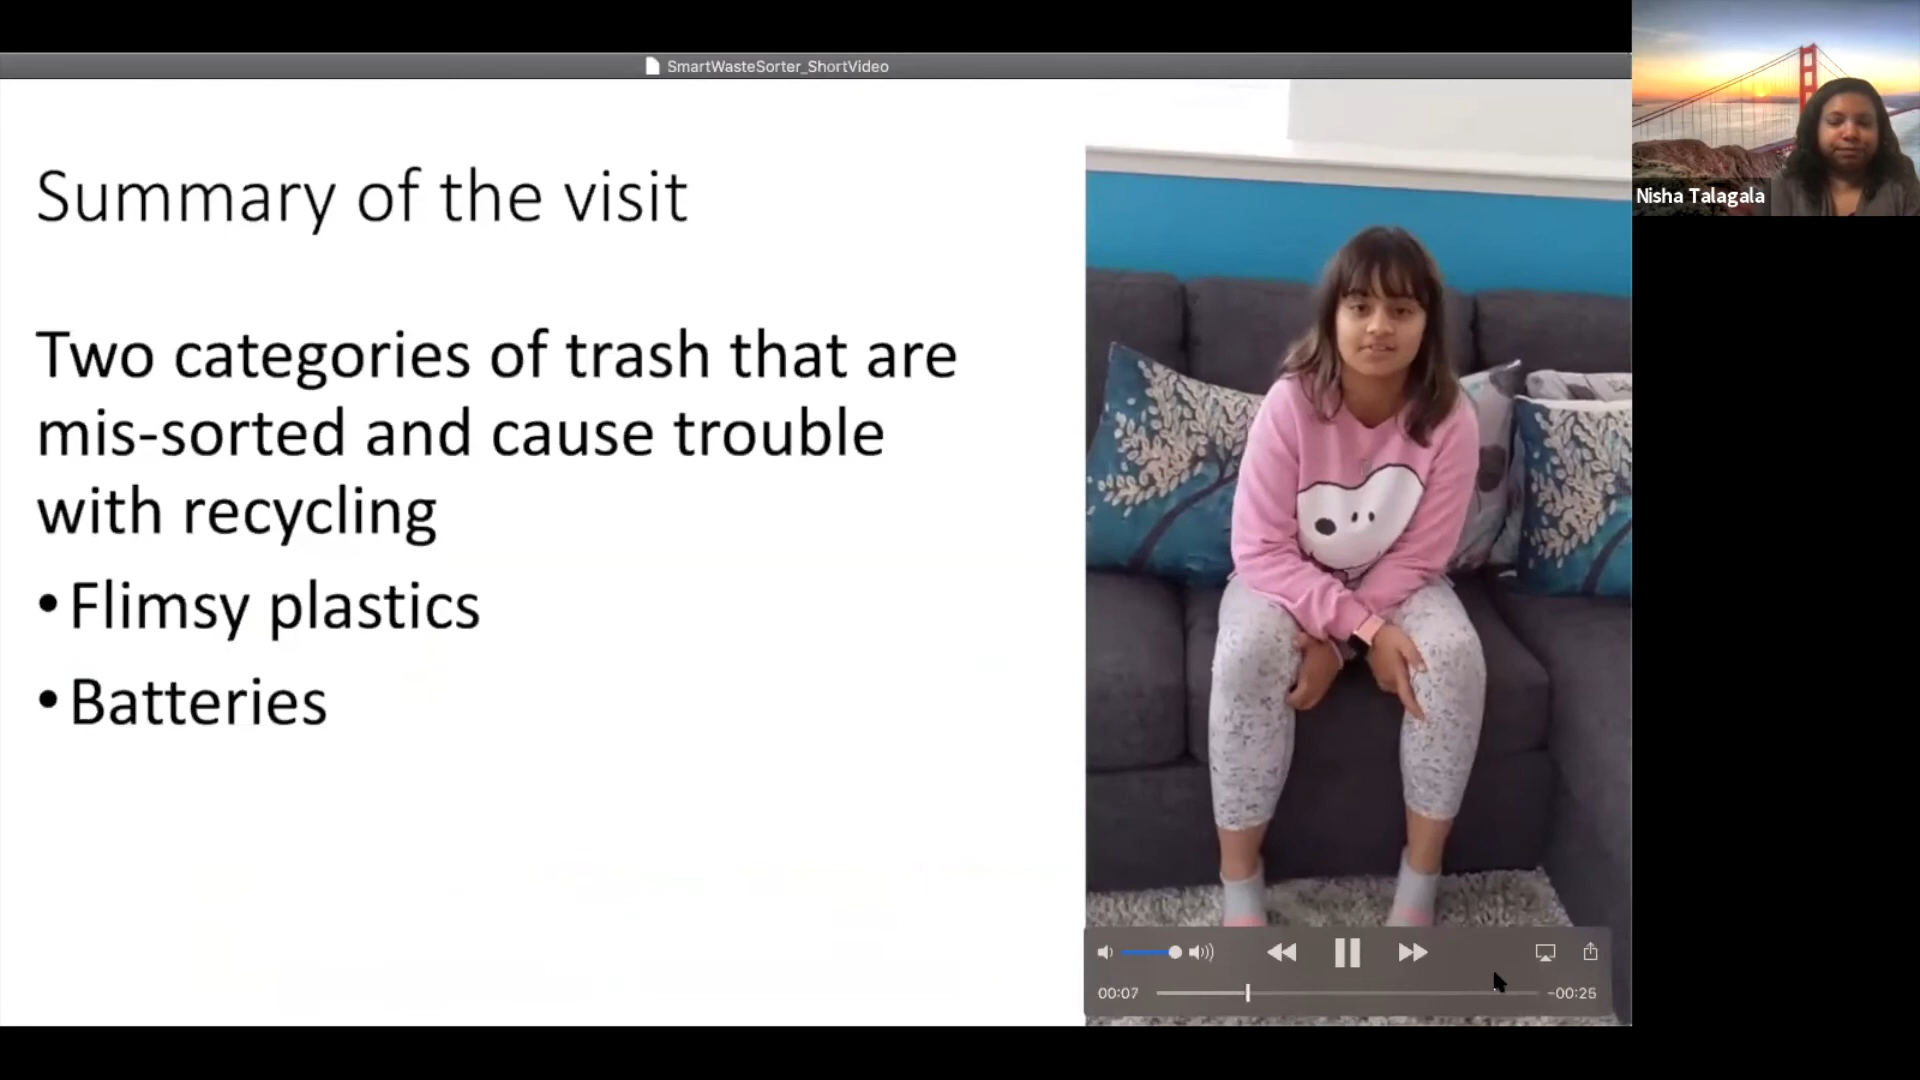 SmartWasteSorter_ShortVideo
Summary of the visit
Two categories of trash that are
mis-sorted and cause trouble
with recycling
• Flimsy plastics
• Batteries
00:07
-00:25
Nisha Talagala